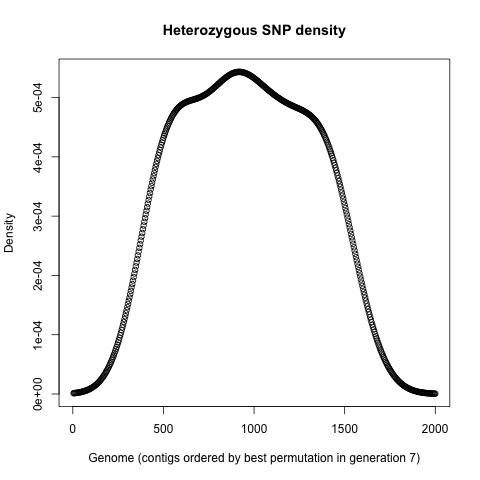 Heterozygous SNP density
Density
5e-04
4e-04
3e-04
2e-04
1e-04
0e+00
0 500 1000 1500 2000
Genome (contigs ordered by best permutation in generation 7)